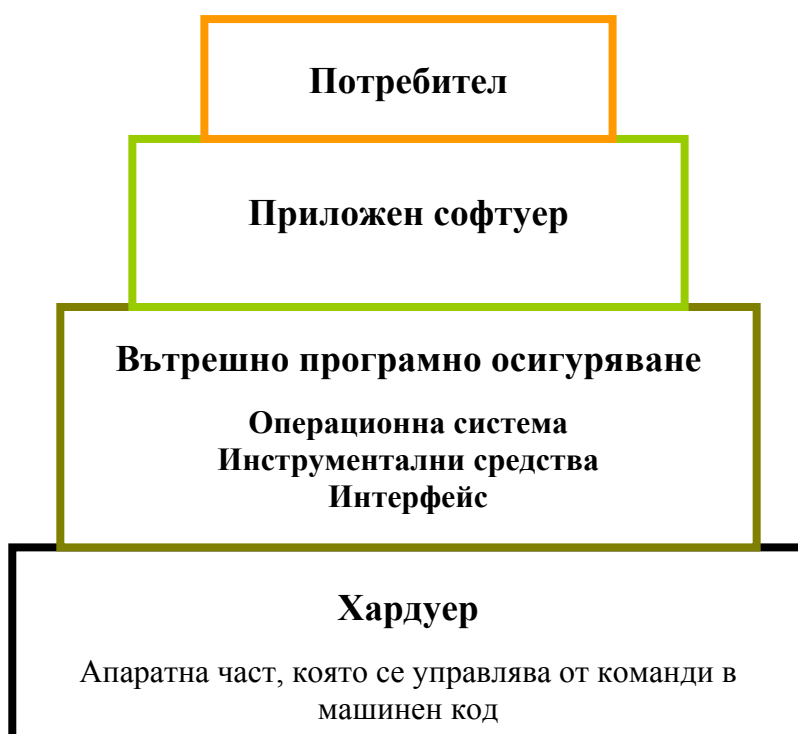 Потребител
Приложен софтуер
Вътрешно програмно осигуряване
Операционна система
Инструментални средства
Интерфейс
Хардуер
Апаратна част, която се управлява от команди в
машинен код